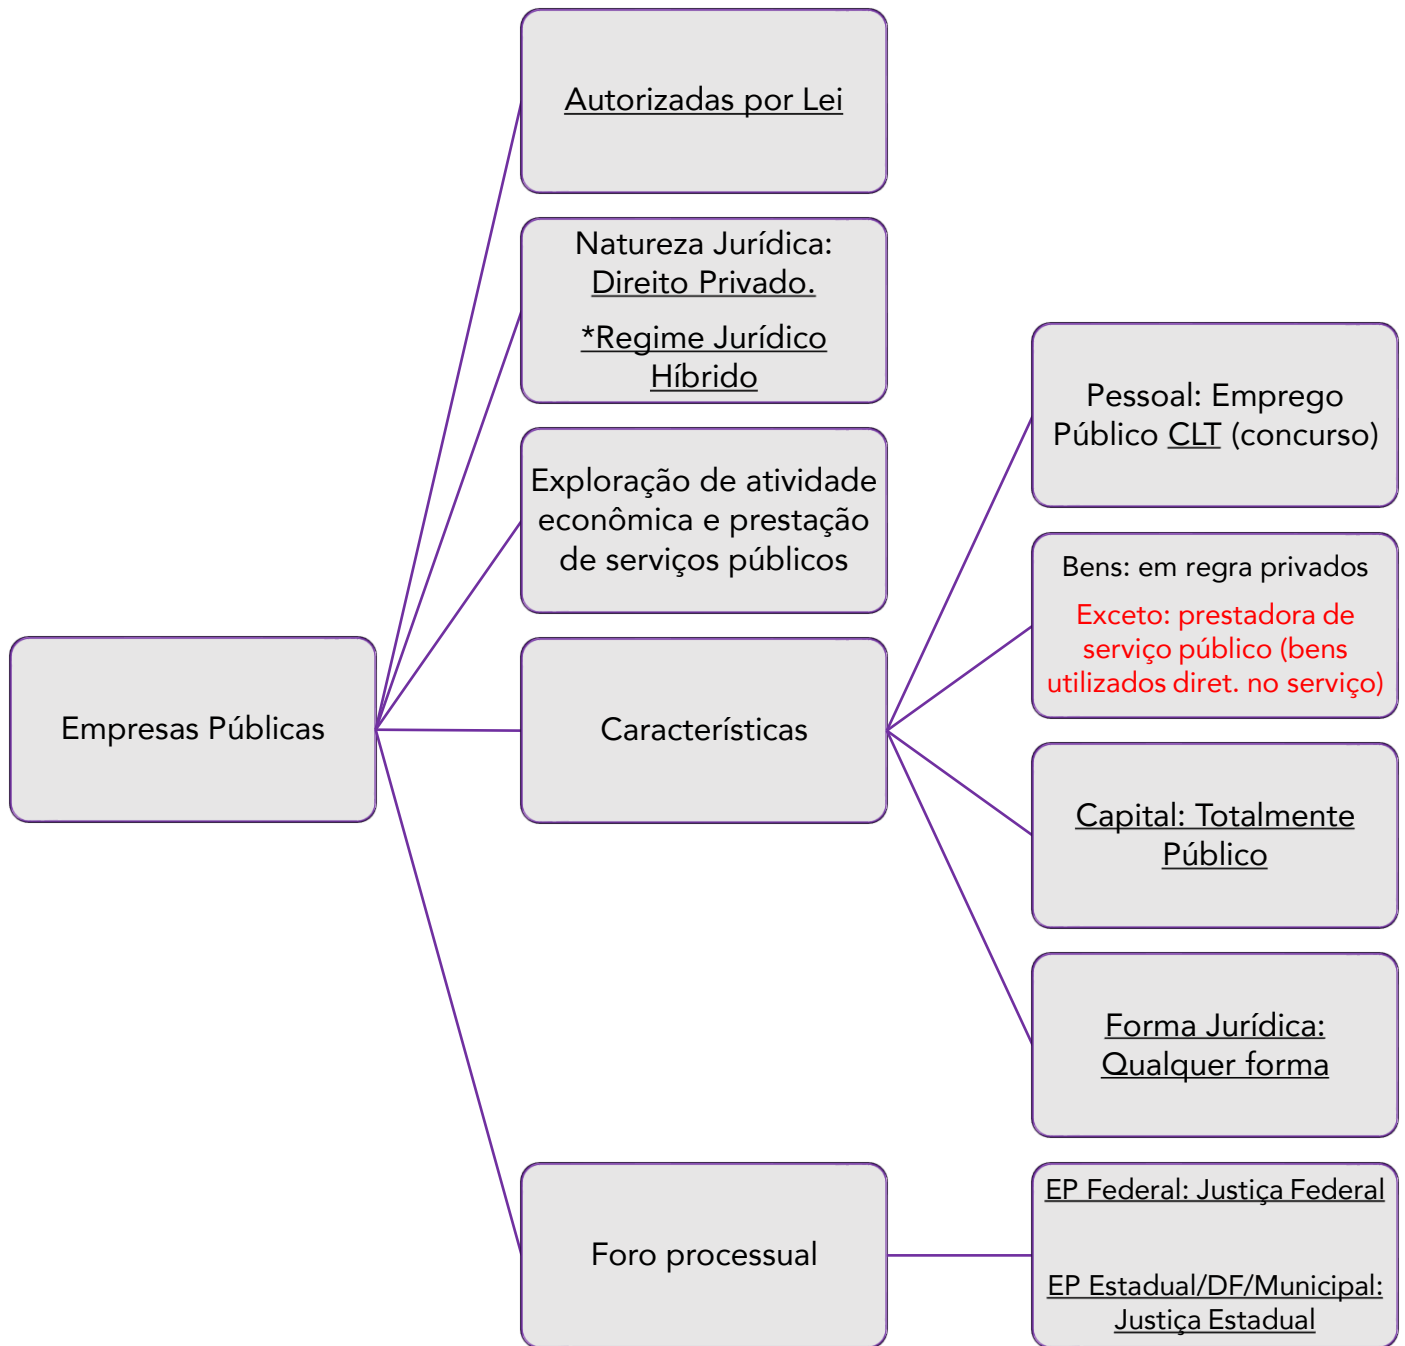 Empresas Públicas
Autorizadas por Lei
Natureza Jurídica:
Direito Privado.
*Regime Jurídico
Híbrido
Exploração de atividade
econômica e prestação
de serviços públicos
Características
Pessoal: Emprego
Público CLT (concurso)
Bens: em regra privados
Exceto: prestadora de
serviço público (bens
utilizados diret. no serviço)
Capital: Totalmente
Público
Forma Jurídica:
Qualquer forma
Foro processual
EP Federal: Justiça Federal
EP Estadual/DF/Municipal:
Justiça Estadual